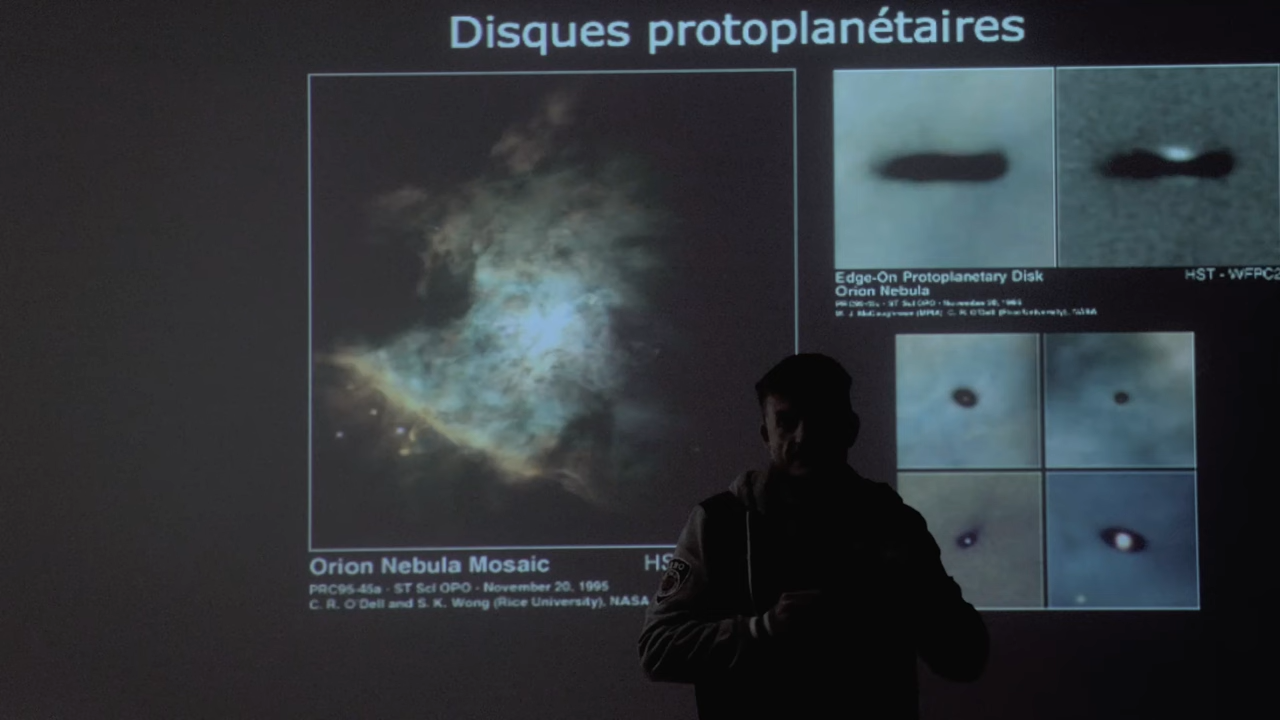 Disques protoplanétaires
Orion Nebula Mosaic
PRC95-45a · ST ScI OPO · November 20, 1995
C. R. O'Dell and S. K. Wong (Rice University), NASA
Edge-On Protoplanetary Disk
Orion Nebula
HST · WFPC2